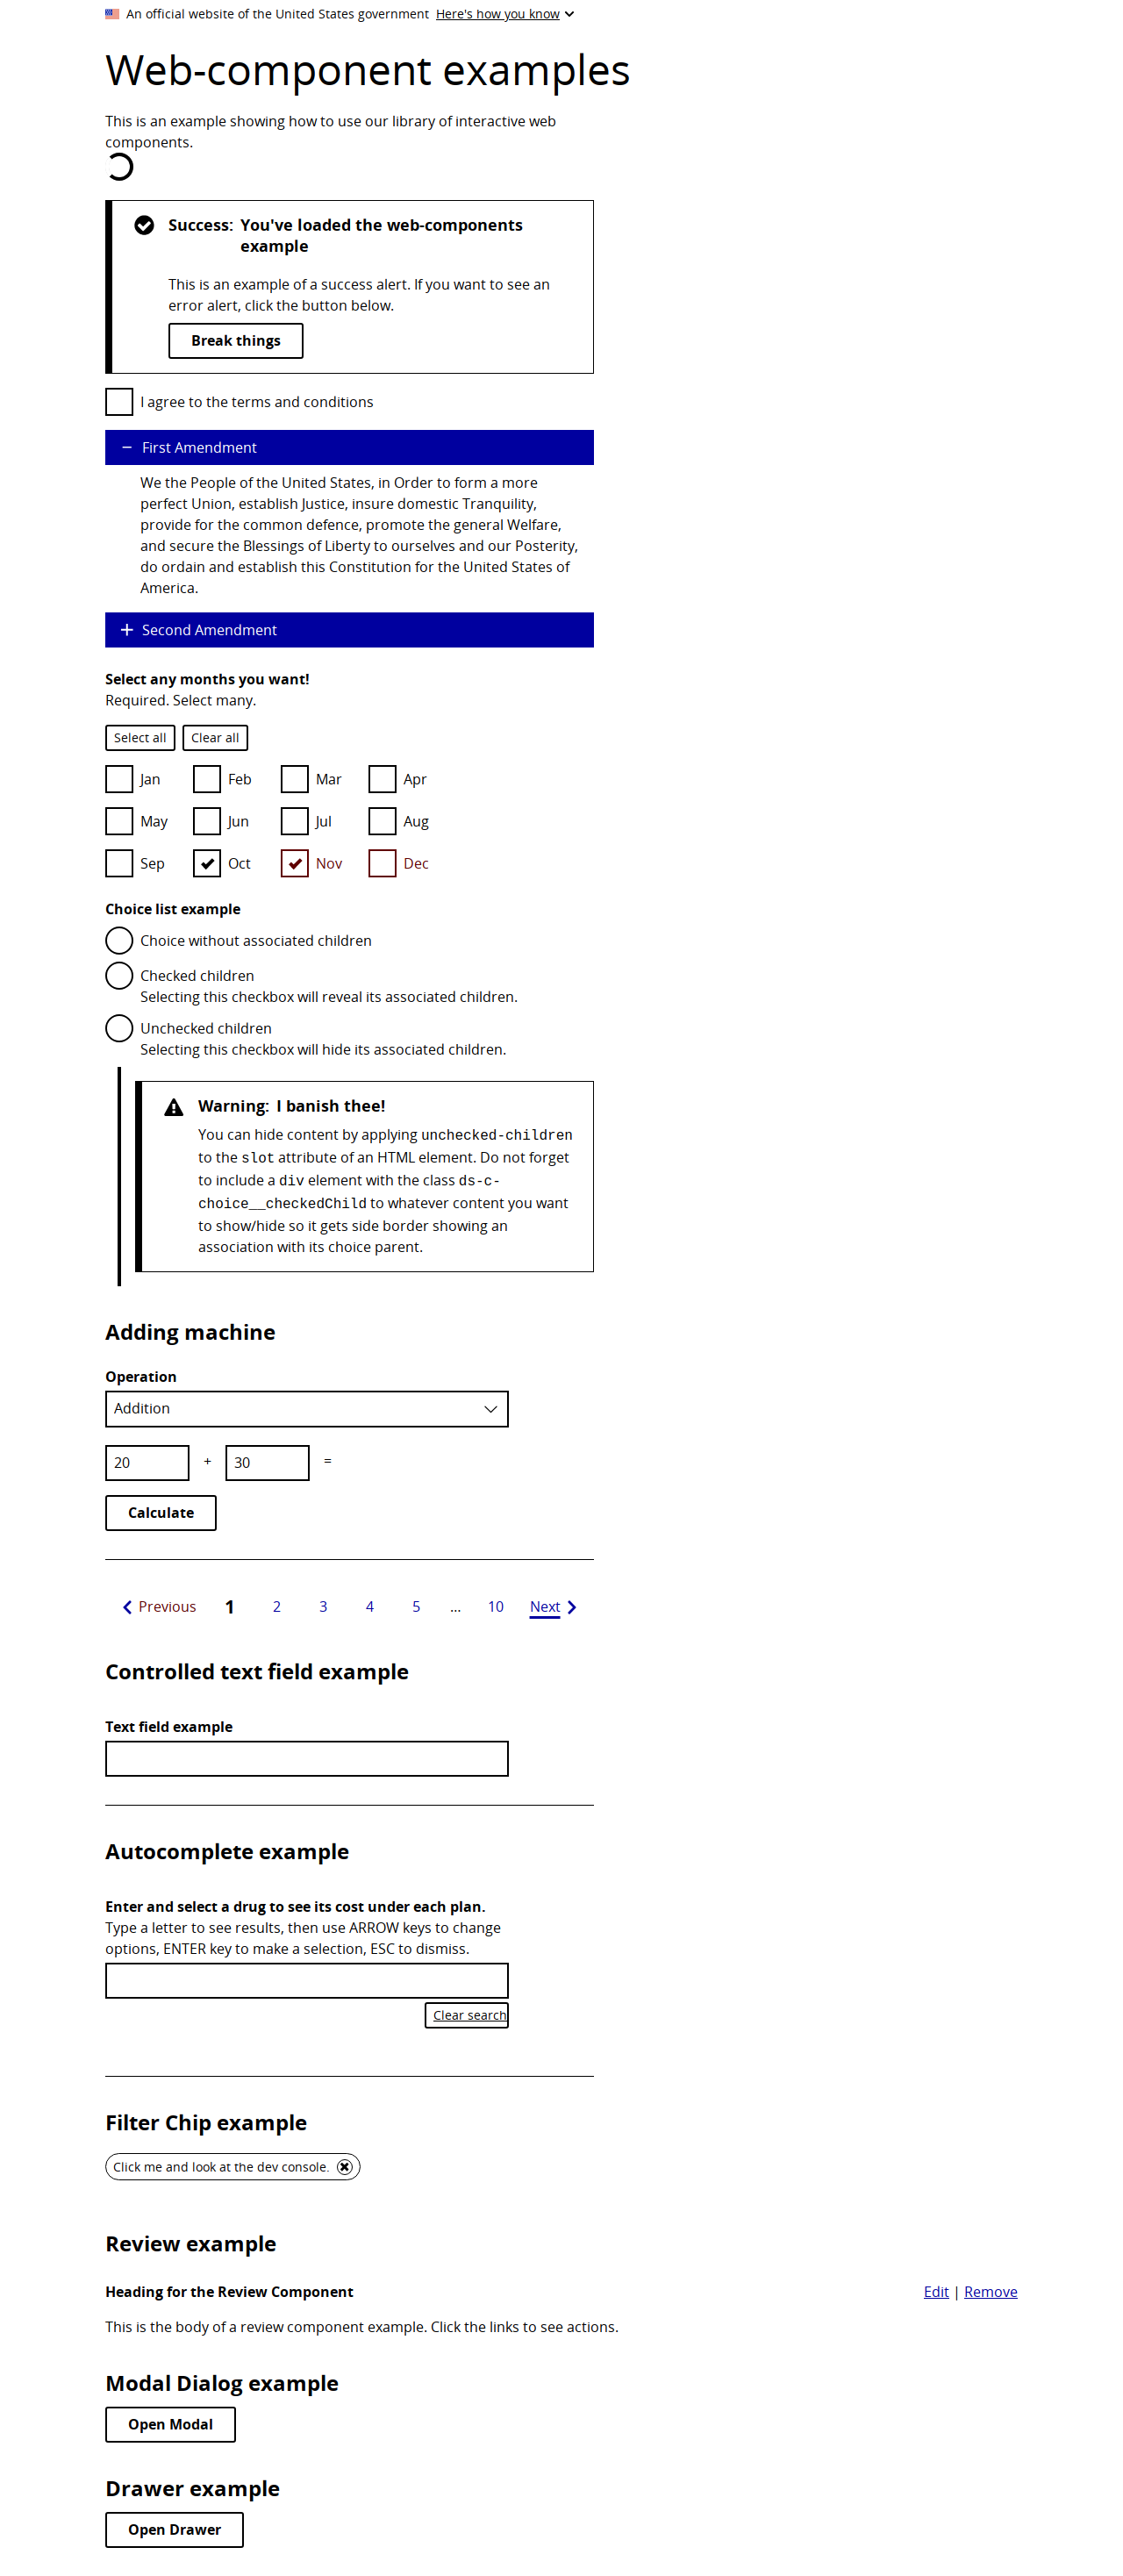 An official website of the United States government Here's how you know
Web-component examples
This is an example showing how to use our library of interactive web
components.
Success: You've loaded the web-components
example
This is an example of a success alert. If you want to see an
error alert, click the button below.
Break things
I agree to the terms and conditions
First Amendment
We the People of the United States, in Order to form a more
perfect Union, establish Justice, insure domestic Tranquility,
provide for the common defence, promote the general Welfare,
and secure the Blessings of Liberty to ourselves and our Posterity,
do ordain and establish this Constitution for the United States of
America.
Second Amendment
Select any months you want!
Required. Select many.
Select all Clear all
Jan Feb Mar Apr
May Jun Jul Aug
Sep Oct Nov Dec
Choice list example
Choice without associated children
Checked children
Selecting this checkbox will reveal its associated children.
Unchecked children
Selecting this checkbox will hide its associated children.
Warning: I banish thee!
You can hide content by applying unchecked-children
to the slot attribute of an HTML element. Do not forget
to include a div element with the class ds-c-
choice__checkedChild to whatever content you want
to show/hide so it gets side border showing an
association with its choice parent.
Adding machine
Operation
Addition
20 + 30 =
Calculate
Previous 1 2 3 4 5 ... 10 Next
Controlled text field example
Text field example
Autocomplete example
Enter and select a drug to see its cost under each plan.
Type a letter to see results, then use ARROW keys to change
options, ENTER key to make a selection, ESC to dismiss.
Clear search
Filter Chip example
Click me and look at the dev console.
Review example
Heading for the Review Component Edit | Remove
This is the body of a review component example. Click the links to see actions.
Modal Dialog example
Open Modal
Drawer example
Open Drawer